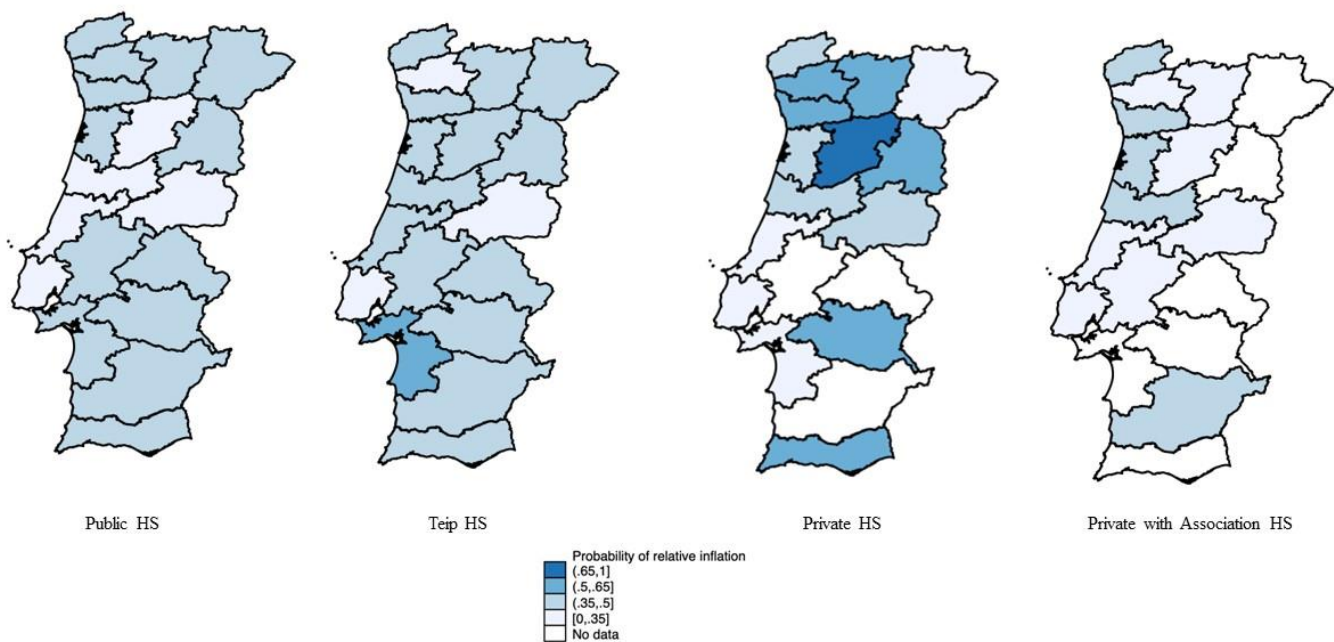 Public HS
Teip HS
Private HS
Private with Association HS
Probability of relative inflation
(.65,1]
(.5,.65]
(.35,.5]
[0,.35]
No data